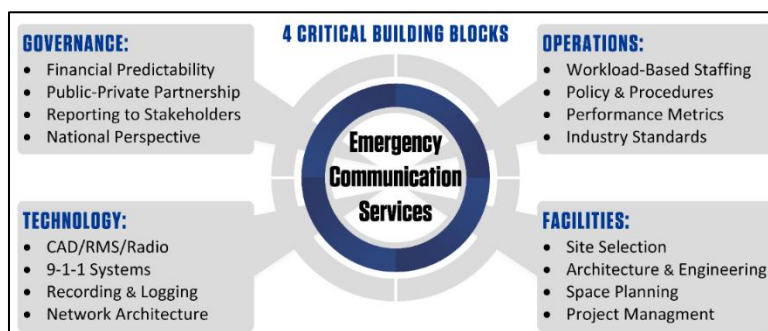 4 CRITICAL BUILDING BLOCKS
GOVERNANCE:
• Financial Predictability
• Public-Private Partnership
• Reporting to Stakeholders
• National Perspective
OPERATIONS:
• Workload-Based Staffing
• Policy & Procedures
• Performance Metrics
• Industry Standards
Emergency
Communication
Services
TECHNOLOGY:
• CAD/RMS/Radio
• 9-1-1 Systems
• Recording & Logging
• Network Architecture
FACILITIES:
• Site Selection
• Architecture & Engineering
• Space Planning
• Project Managment